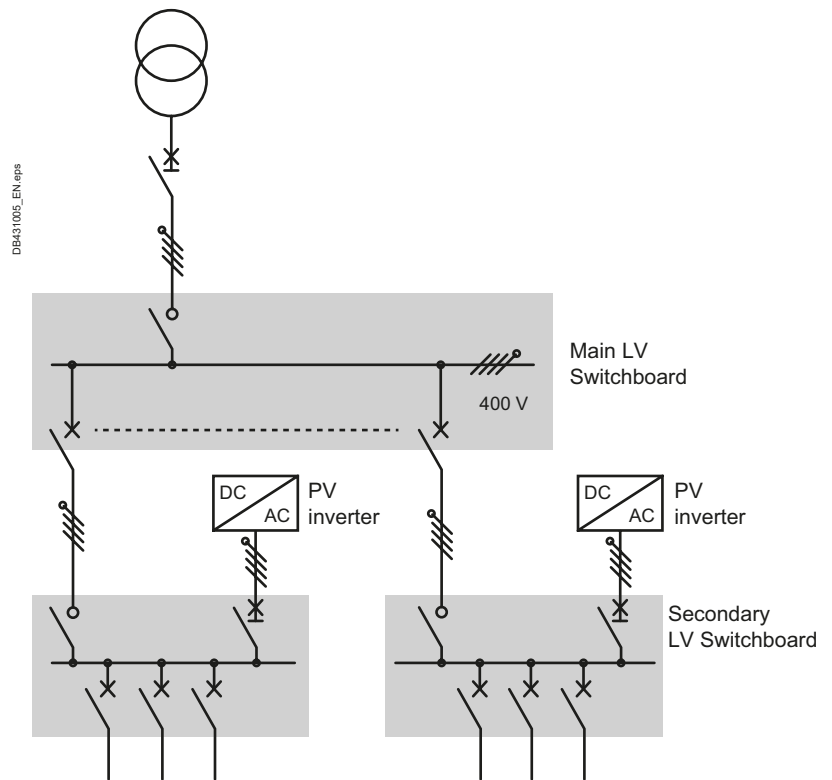 DB431005_EN.eps
Main LV
Switchboard
400 V
DC
AC
PV
inverter
DC
AC
PV
inverter
Secondary
LV Switchboard